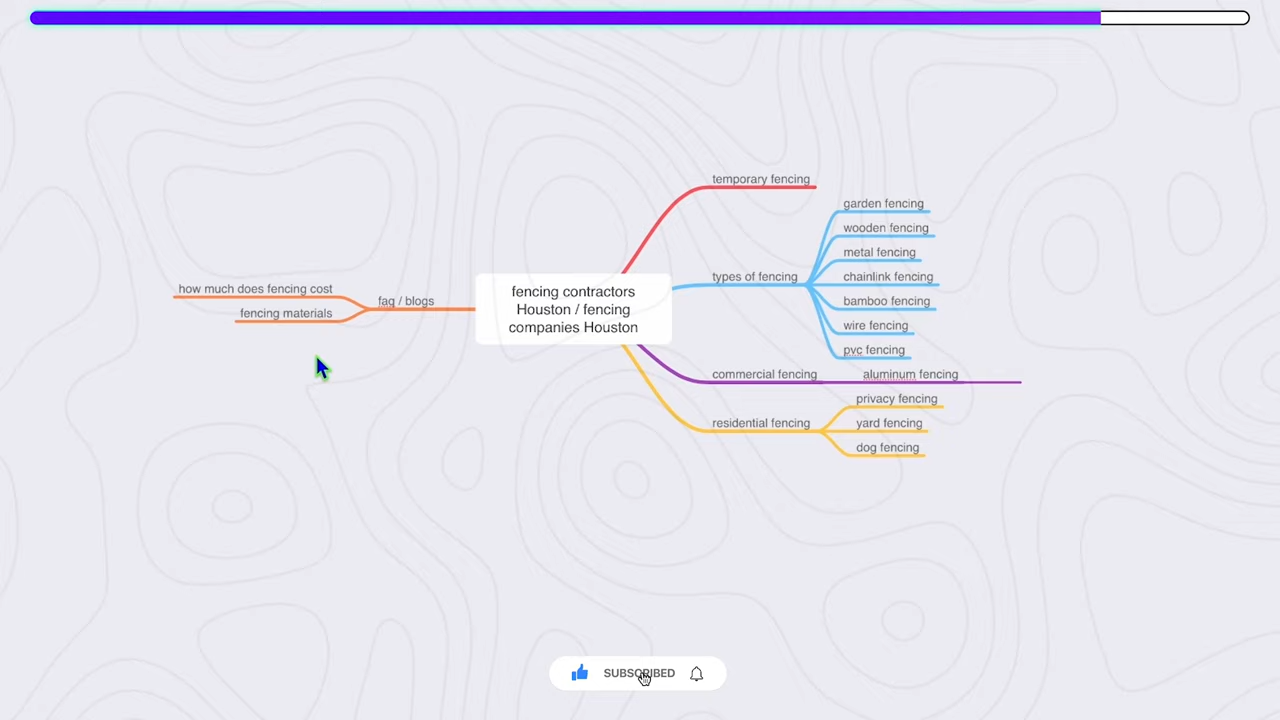 temporary fencing
garden fencing
wooden fencing
metal fencing
types of fencing
chainlink fencing
bamboo fencing
wire fencing
pvc fencing
how much does fencing cost
faq / blogs
fencing materials
fencing contractors
Houston / fencing
companies Houston
commercial fencing
aluminum fencing
privacy fencing
residential fencing
yard fencing
dog fencing
SUBSCRIBED